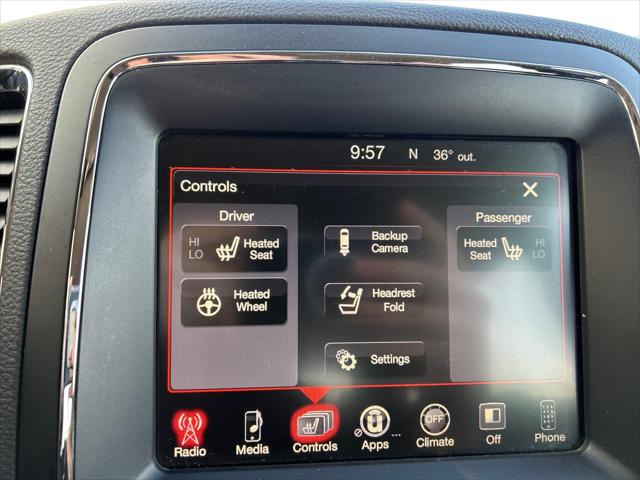 9:57 N 36° out.
Controls
Driver
HI
LO
Heated
Seat
Heated
Wheel
Backup
Camera
Headrest
Fold
Settings
Passenger
Heated
Seat
HI
LO
Radio
Media
Controls
Apps
...
OFF
Climate
Off
Phone